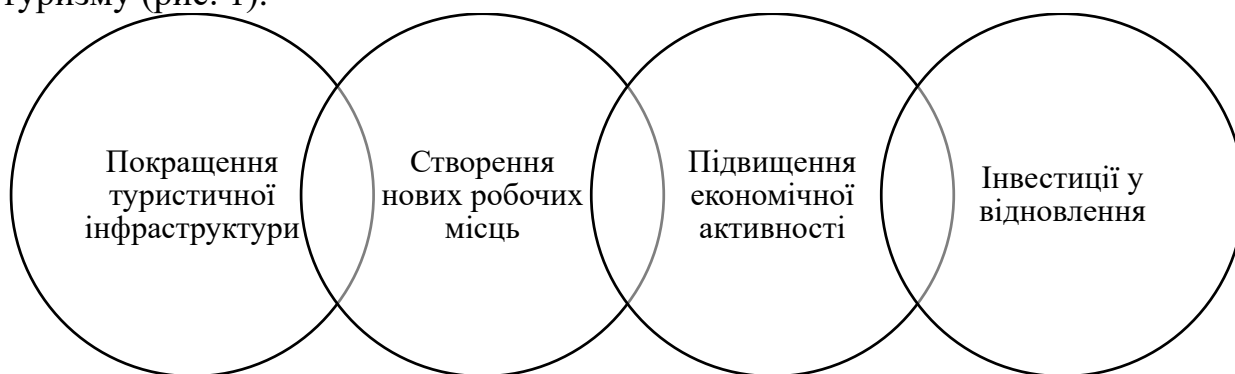 туризму (рис. 1).
Покращення
туристичної
інфраструктури
Створення
нових робочих
місць
Підвищення
економічної
активності
Інвестиції у
відновлення